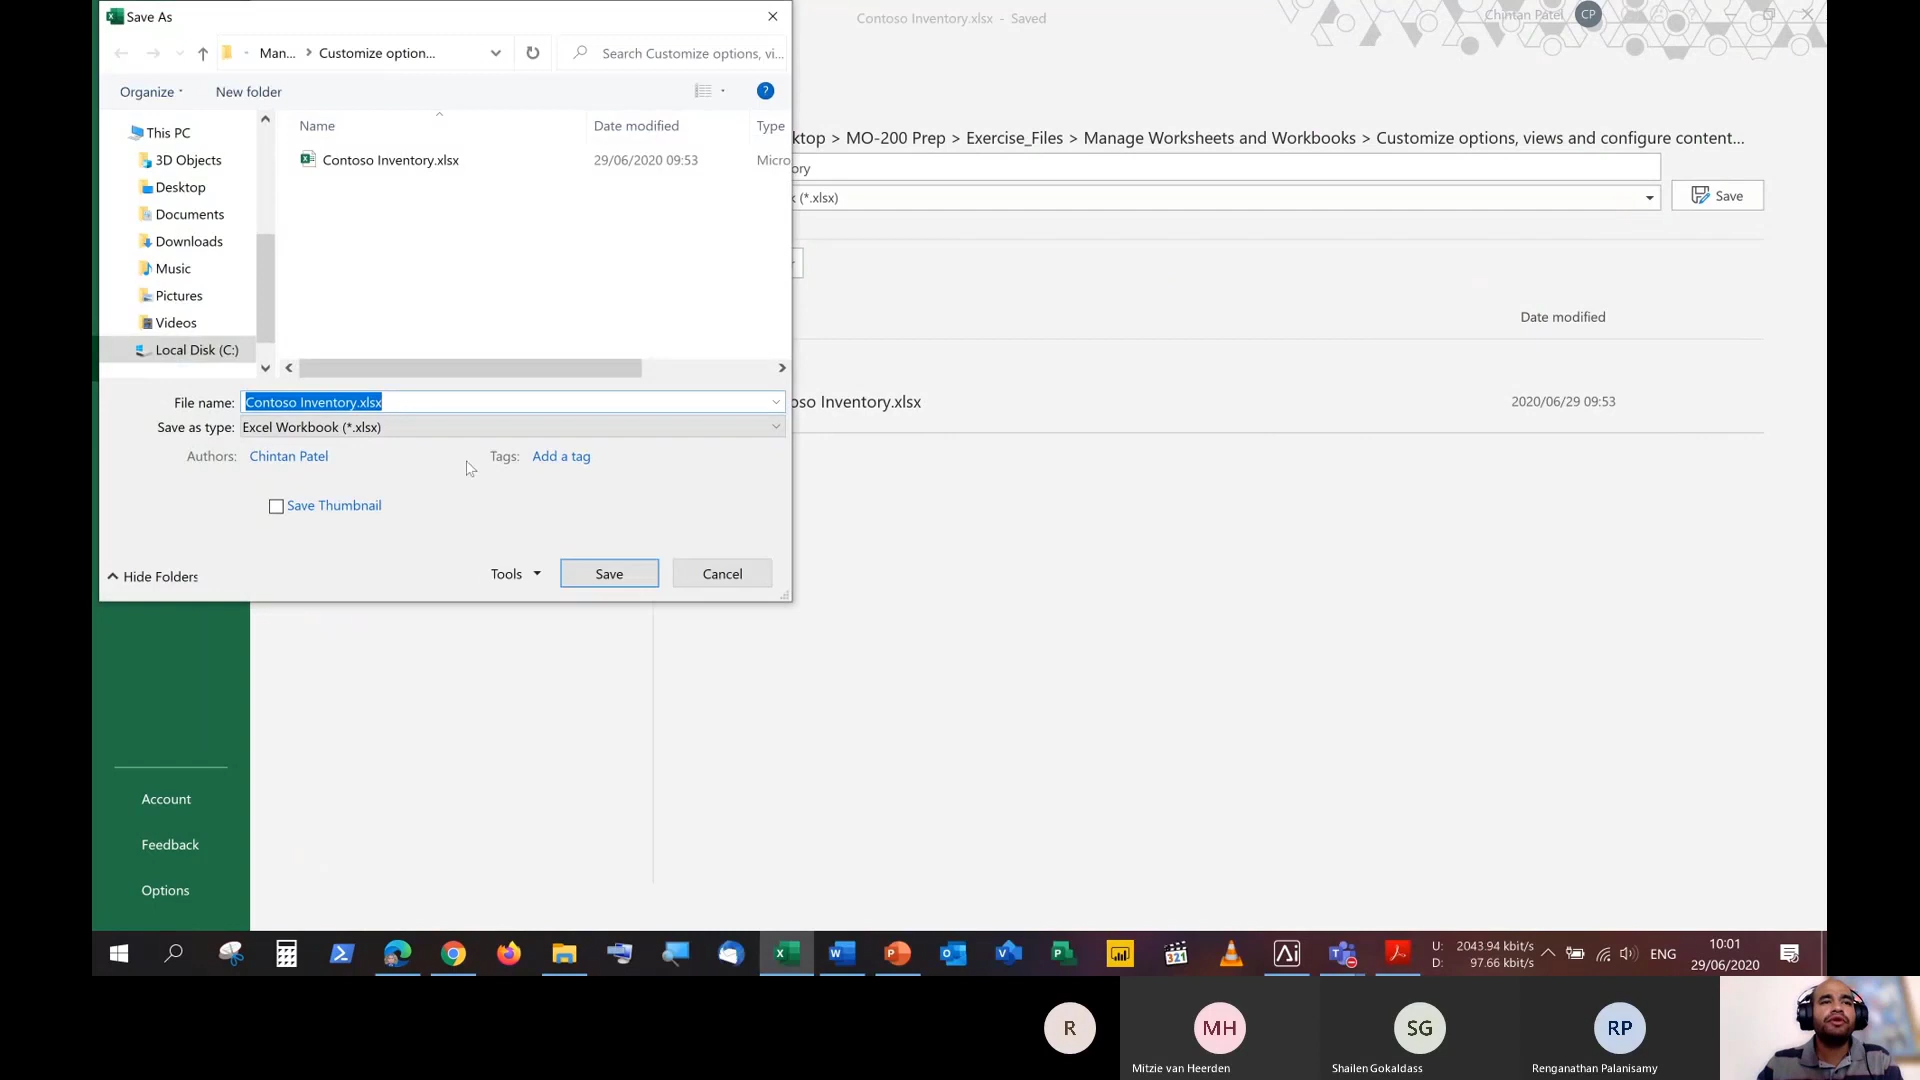 Save As
Contoso Inventory.xlsx - Saved
Chintan Patel
CP
Man... > Customize option...
Search Customize options, vi...
Organize
New folder
?
This PC
3D Objects
Desktop
Documents
Downloads
Music
Pictures
Videos
Local Disk (C:)
Name
Date modified
Type
Contoso Inventory.xlsx
29/06/2020 09:53
Micro
ktop > MO-200 Prep > Exercise_Files > Manage Worksheets and Workbooks > Customize options, views and configure content...
ory
k (*.xlsx)
Save
Date modified
oso Inventory.xlsx
2020/06/29 09:53
File name: Contoso Inventory.xlsx
Save as type: Excel Workbook (*.xlsx)
Authors: Chintan Patel
Tags: Add a tag
Save Thumbnail
Hide Folders
Tools
Save
Cancel
Account
Feedback
Options
U: 2043.94 kbit/s
D: 97.66 kbit/s
ENG
10:01
29/06/2020
R
MH
SG
RP
Mitzie van Heerden
Shailen Gokaldass
Renganathan Palanisamy